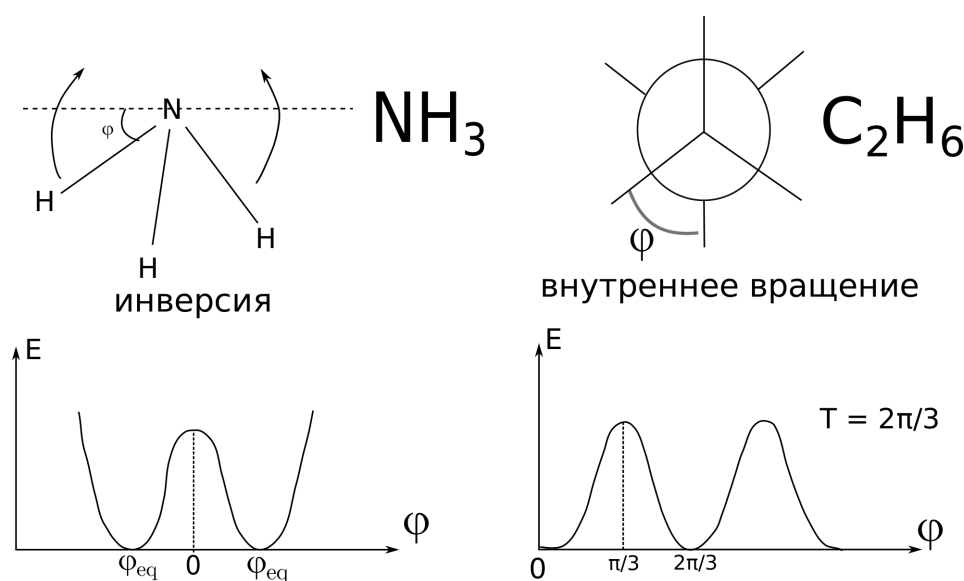 N
NH₃
φ
H
H
H
инверсия
C₂H₆
φ
внутреннее вращение
E
φ
φeq
0
φeq
E
T = 2π/3
φ
0
π/3
2π/3